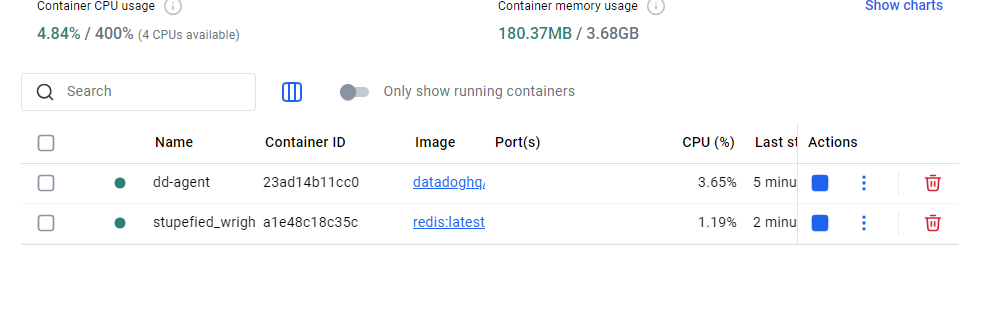 Container CPU usage
4.84% / 400% (4 CPUs available)
Container memory usage
180.37MB / 3.68GB
Show charts
Search
Only show running containers
Name Container ID Image Port(s) CPU (%) Last st Actions
dd-agent 23ad14b11cc0 datadoghq/ 3.65% 5 minu
stupefied_wrigh a1e48c18c35c redis:latest 1.19% 2 minu